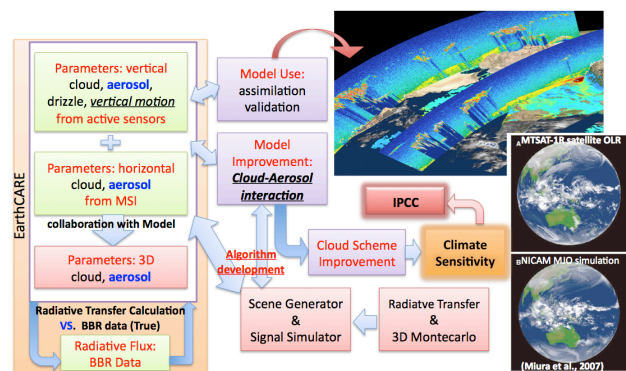 EarthCARE
Parameters: vertical
cloud, aerosol,
drizzle, vertical motion
from active sensors
Parameters: horizontal
cloud, aerosol
from MSI
collaboration with Model
Parameters: 3D
cloud, aerosol
Radiative Transfer Calculation
VS. BBR data (True)
Radiative Flux:
BBR Data
Model Use:
assimilation
validation
Model
Improvement:
Cloud-Aerosol
interaction
Algorithm
development
Scene Generator
&
Signal Simulator
Radiatve Transfer
&
3D Montecarlo
Cloud Scheme
Improvement
Climate
Sensitivity
IPCC
AMTSAT-1R satellite OLR
BNICAM MJO simulation
(Miura et al., 2007)